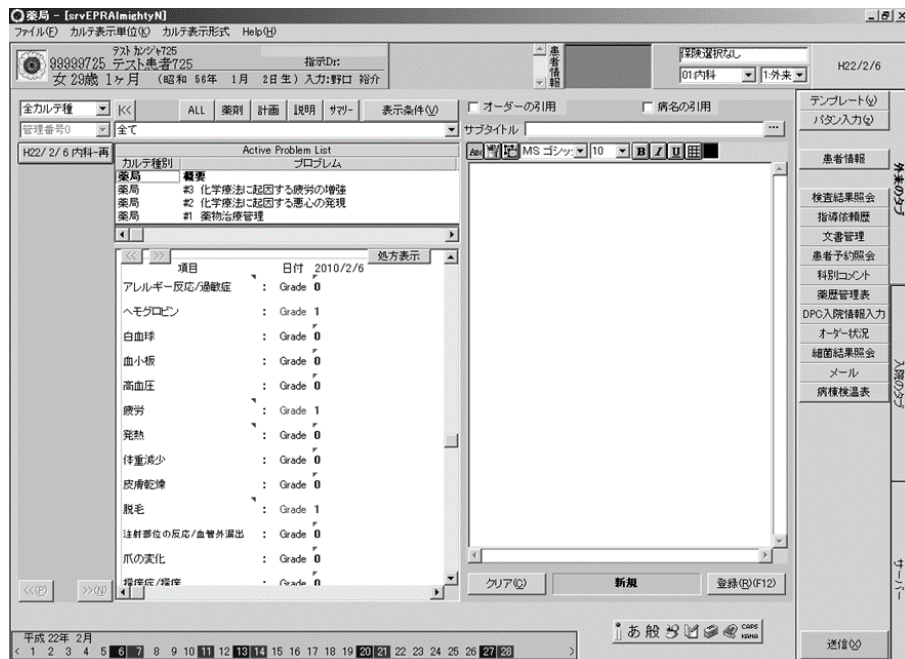 薬局 - [srvEPRAlmightyN]
ファイル(F) カルテ表示単位(K) カルテ表示形式 Help(H)
テスト カンジャ725
99999725 テスト患者725 指示Dr:
女 29歳 1ヶ月 (昭和 56年 1月 2日生) 入力:野口 裕介
患者情報
保険選択なし
01:内科 1:外来
H22/2/6
全カルテ種 |<< ALL 薬剤 計画 説明 サマリー 表示条件(V)
管理番号0 全て
H22/ 2/ 6 内科-再
Active Problem List
カルテ種別 プロブレム
薬局 概要
薬局 #3 化学療法に起因する疲労の増強
薬局 #2 化学療法に起因する悪心の発現
薬局 #1 薬物治療管理
<< >> 処方表示
項目 日付 2010/2/6
アレルギー反応/過敏症 : Grade 0
ヘモグロビン : Grade 1
白血球 : Grade 0
血小板 : Grade 0
高血圧 : Grade 0
疲労 : Grade 1
発熱 : Grade 0
体重減少 : Grade 0
皮膚乾燥 : Grade 0
脱毛 : Grade 1
注射部位の反応/血管外漏出 : Grade 0
爪の変化 : Grade 0
掻痒症/掻痒 : Grade 0
<<(P) >>(N)
オーダーの引用 病名の引用
サブタイトル ...
MS ゴシック 10 B I U
クリア(C) 新規 登録(R)(F12)
テンプレート(W)
パタン入力(Q)
患者情報
検査結果照会
指導依頼歴
文書管理
患者予約照会
科別コメント
薬歴管理表
DPC入院情報入力
オーダー状況
細菌結果照会
メール
病棟検温表
送信(X)
外来のタブ
入院のタブ
サーバー
あ 般 CAPS KANA
平成 22年 2月
< 1 2 3 4 5 6 7 8 9 10 11 12 13 14 15 16 17 18 19 20 21 22 23 24 25 26 27 28 >